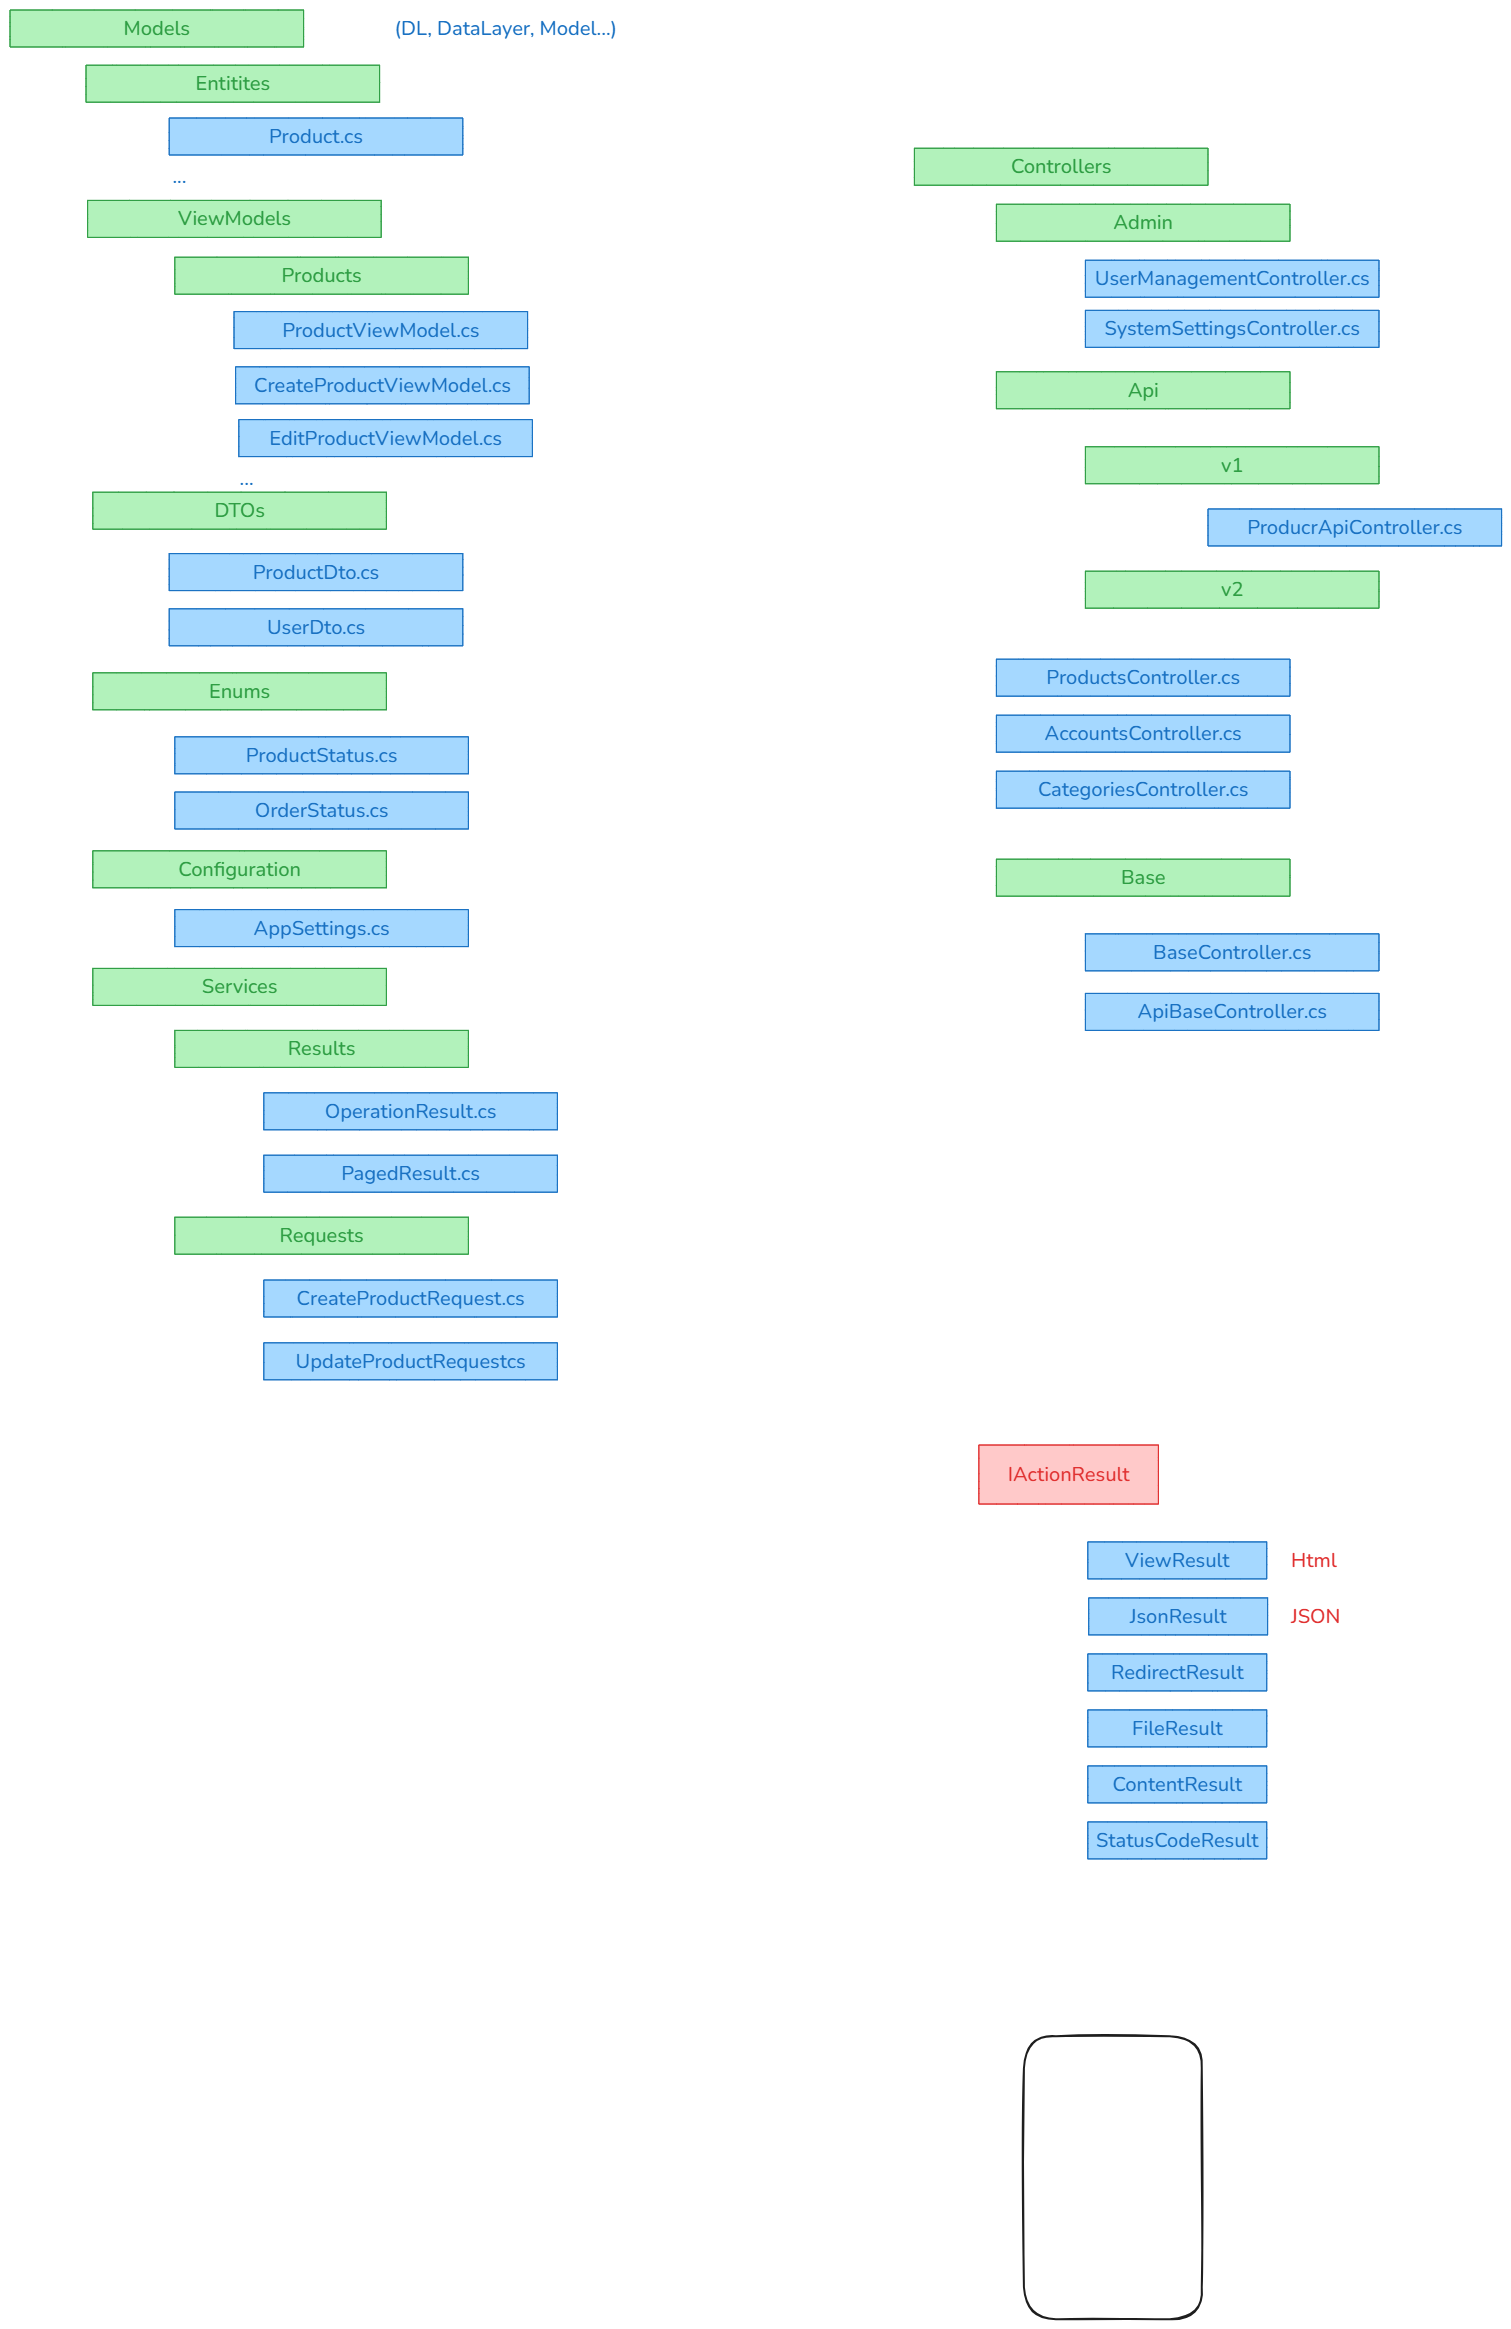 Models
(DL, DataLayer, Model...)
Entitites
Product.cs
...
ViewModels
Products
ProductViewModel.cs
CreateProductViewModel.cs
EditProductViewModel.cs
...
DTOs
ProductDto.cs
UserDto.cs
Enums
ProductStatus.cs
OrderStatus.cs
Configuration
AppSettings.cs
Services
Results
OperationResult.cs
PagedResult.cs
Requests
CreateProductRequest.cs
UpdateProductRequestcs
Controllers
Admin
UserManagementController.cs
SystemSettingsController.cs
Api
v1
ProducrApiController.cs
v2
ProductsController.cs
AccountsController.cs
CategoriesController.cs
Base
BaseController.cs
ApiBaseController.cs
IActionResult
ViewResult Html
JsonResult JSON
RedirectResult
FileResult
ContentResult
StatusCodeResult